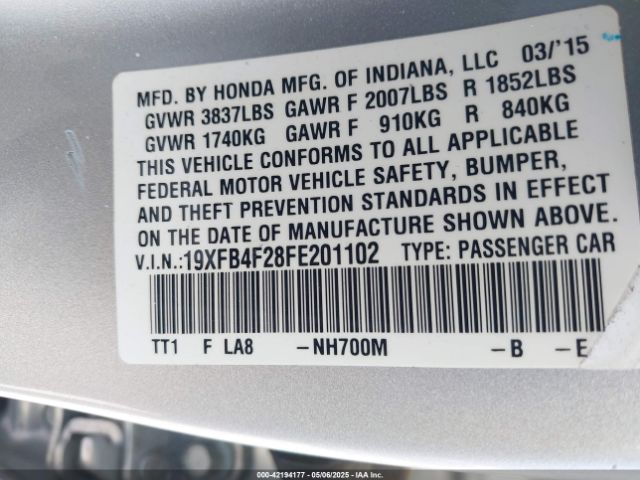 MFD. BY HONDA MFG. OF INDIANA, LLC 03/'15
GVWR 3837LBS GAWR F 2007LBS R 1852LBS
GVWR 1740KG GAWR F 910KG R 840KG
THIS VEHICLE CONFORMS TO ALL APPLICABLE
FEDERAL MOTOR VEHICLE SAFETY, BUMPER,
AND THEFT PREVENTION STANDARDS IN EFFECT
ON THE DATE OF MANUFACTURE SHOWN ABOVE.
V.I.N.:19XFB4F28FE201102 TYPE: PASSENGER CAR
TT1 F LA8 -NH700M -B -E
000-42194177 - 05/06/2025 - IAAI.COM